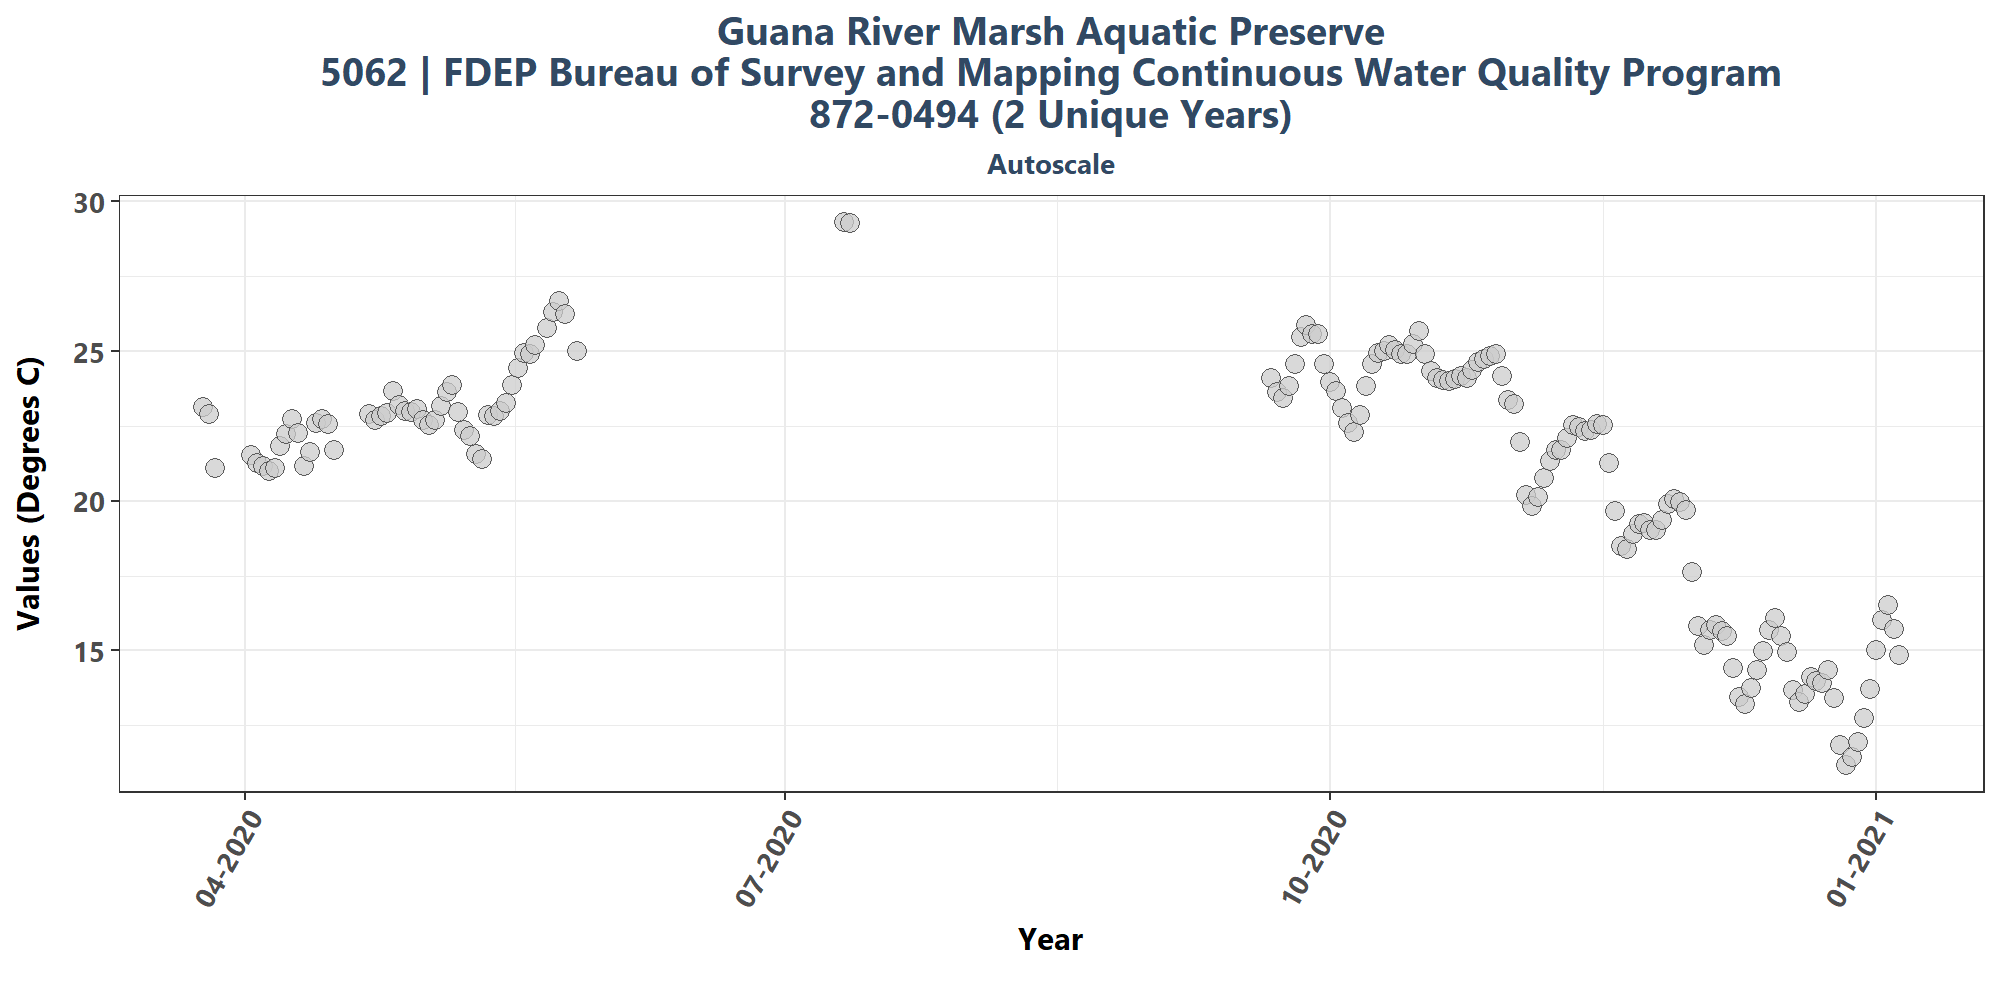 Guana River Marsh Aquatic Preserve
5062 | FDEP Bureau of Survey and Mapping Continuous Water Quality Program
872-0494 (2 Unique Years)
Autoscale
Values (Degrees C)
30
25
20
15
04-2020
07-2020
10-2020
01-2021
Year